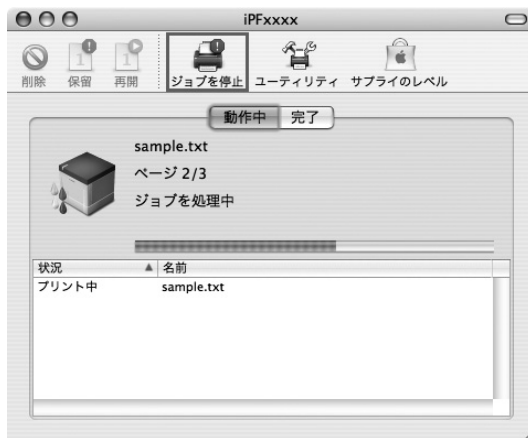 iPFxxxx
削除 保留 再開 ジョブを停止 ユーティリティ サプライのレベル
動作中 完了
sample.txt
ページ 2/3
ジョブを処理中
状況 名前
プリント中 sample.txt